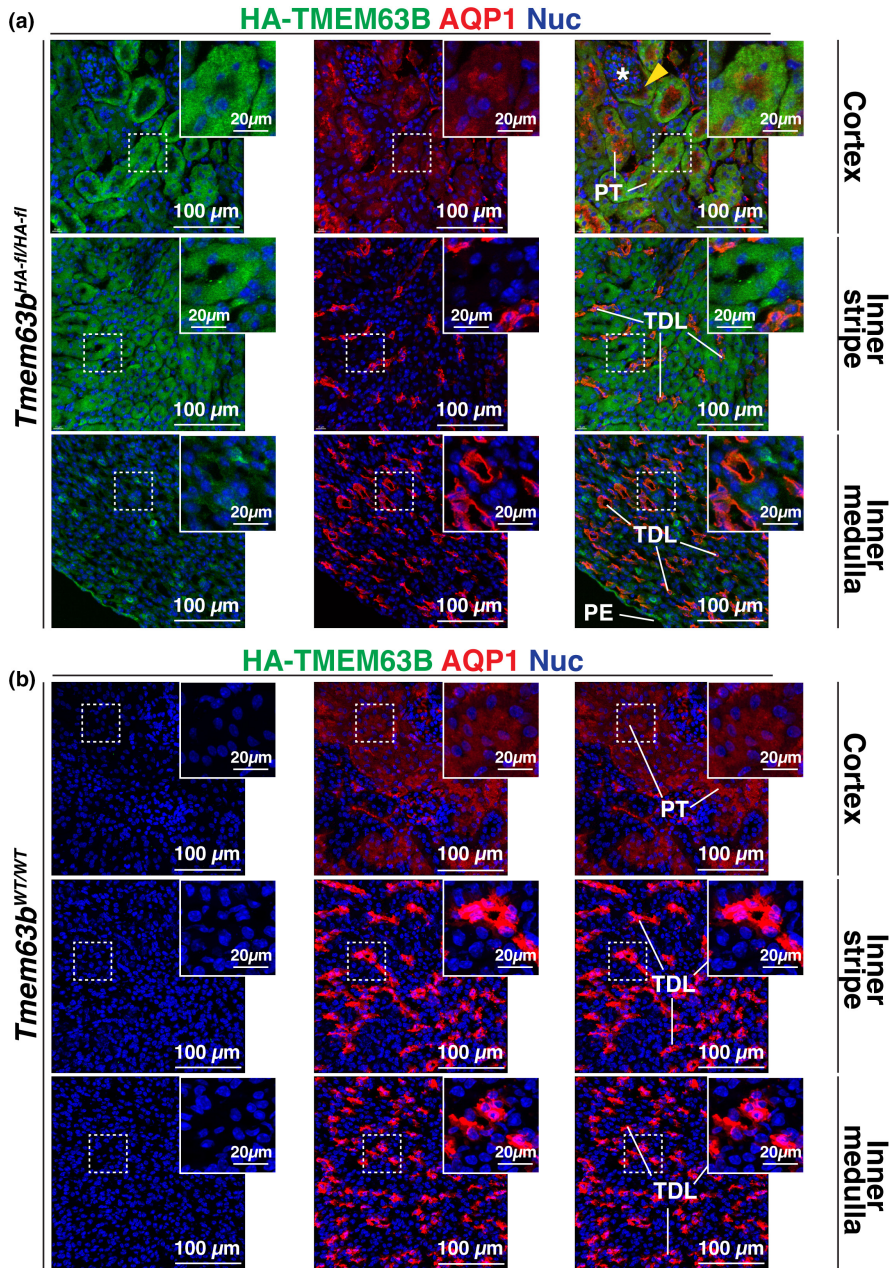 (a)
HA-TMEM63B AQP1 Nuc
Tmem63b^HA-fl/HA-fl
20µm
20µm
20µm
*
PT
100 µm
100 µm
100 µm
Cortex
20µm
20µm
20µm
TDL
100 µm
100 µm
100 µm
Inner
stripe
20µm
20µm
20µm
TDL
PE
100 µm
100 µm
100 µm
Inner
medulla
(b)
HA-TMEM63B AQP1 Nuc
Tmem63b^WT/WT
20µm
20µm
20µm
PT
100 µm
100 µm
100 µm
Cortex
20µm
20µm
20µm
TDL
100 µm
100 µm
100 µm
Inner
stripe
20µm
20µm
20µm
TDL
100 µm
100 µm
100 µm
Inner
medulla